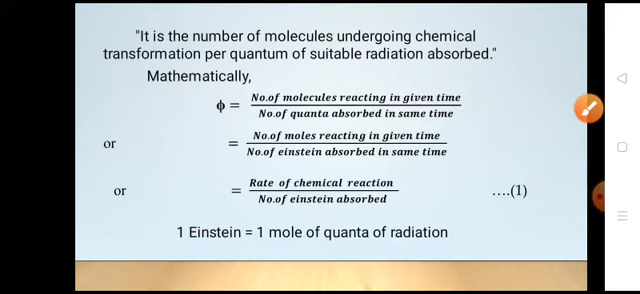 "It is the number of molecules undergoing chemical
transformation per quantum of suitable radiation absorbed."
Mathematically,
ϕ = No.of molecules reacting in given time
No.of quanta absorbed in same time
or = No.of moles reacting in given time
No.of einstein absorbed in same time
or = Rate of chemical reaction
No.of einstein absorbed ....(1)
1 Einstein = 1 mole of quanta of radiation